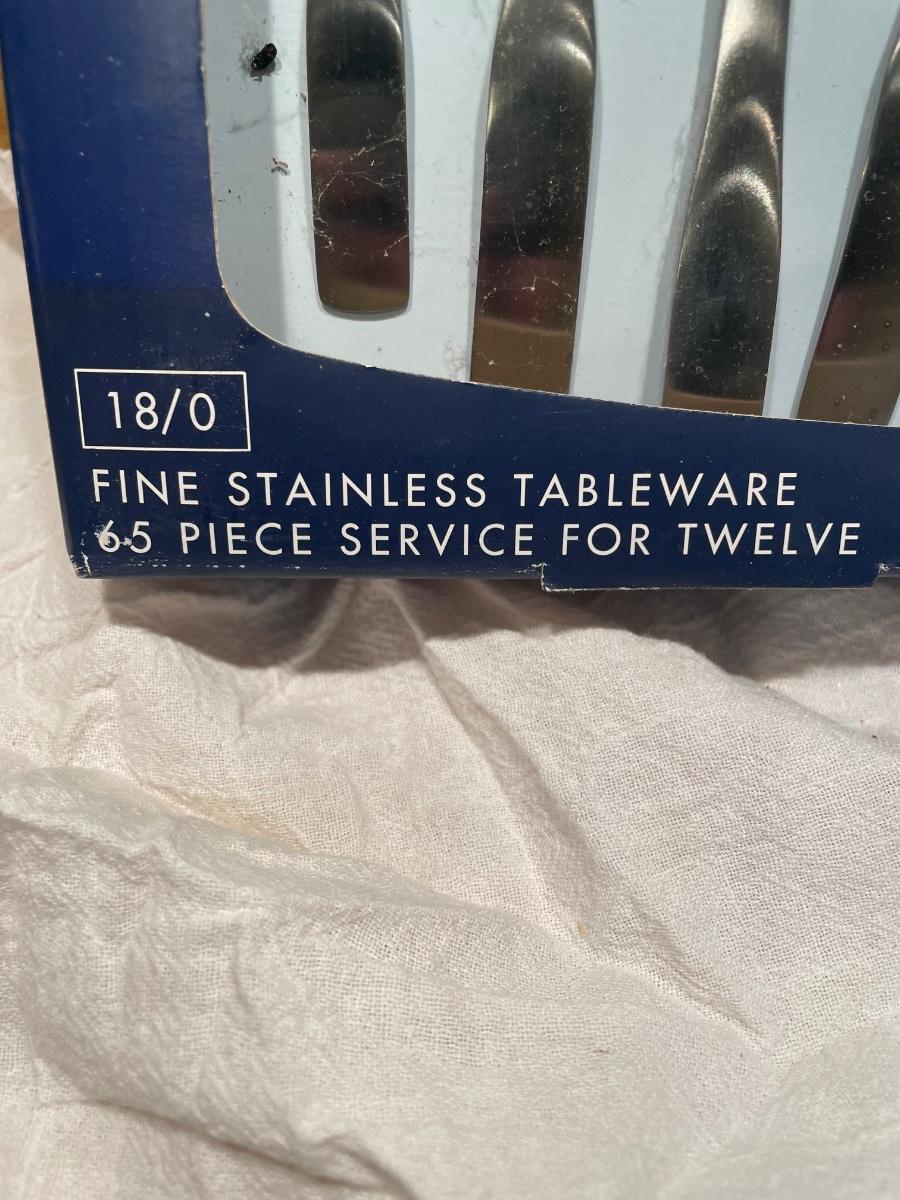 18/0
FINE STAINLESS TABLEWARE
65 PIECE SERVICE FOR TWELVE